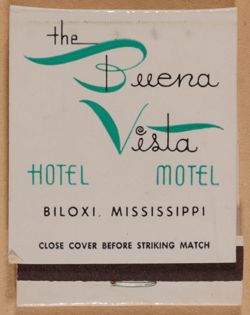 the
Buena
Vista
HOTEL MOTEL
BILOXI, MISSISSIPPI
CLOSE COVER BEFORE STRIKING MATCH